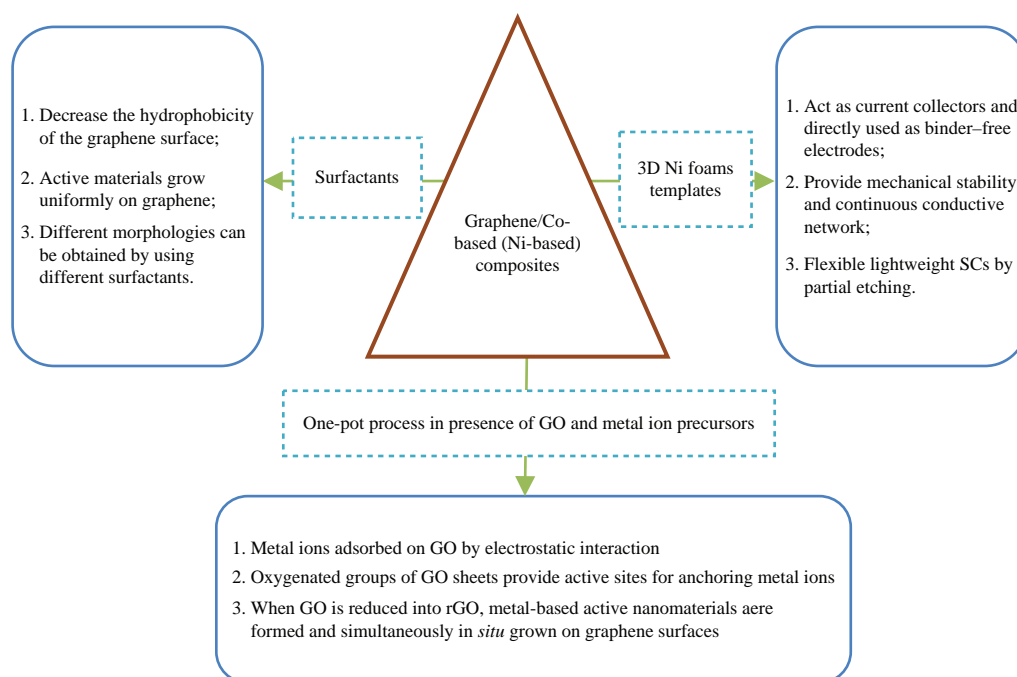 1. Decrease the hydrophobicity
of the graphene surface;
2. Active materials grow
uniformly on graphene;
3. Different morphologies can
be obtained by using
different surfactants.
Surfactants
Graphene/Co-
based (Ni-based)
composites
3D Ni foams
templates
1. Act as current collectors and
directly used as binder–free
electrodes;
2. Provide mechanical stability
and continuous conductive
network;
3. Flexible lightweight SCs by
partial etching.
One-pot process in presence of GO and metal ion precursors
1. Metal ions adsorbed on GO by electrostatic interaction
2. Oxygenated groups of GO sheets provide active sites for anchoring metal ions
3. When GO is reduced into rGO, metal-based active nanomaterials aere
formed and simultaneously in situ grown on graphene surfaces